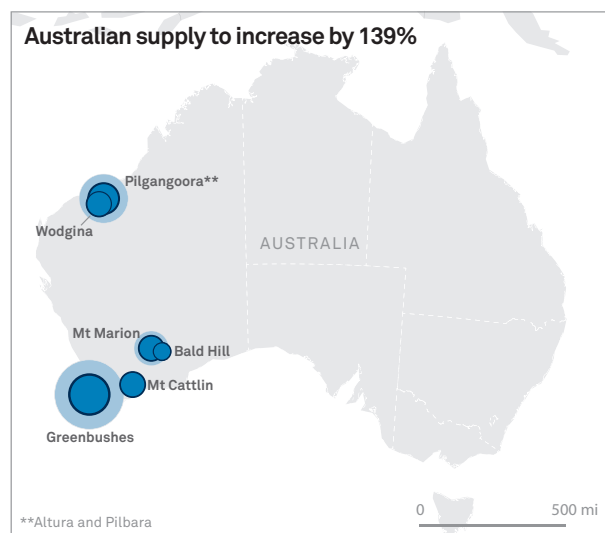 Australian supply to increase by 139%
Pilgangoora**
Wodgina
AUSTRALIA
Mt Marion
Bald Hill
Mt Cattlin
Greenbushes
**Altura and Pilbara
0 500 mi